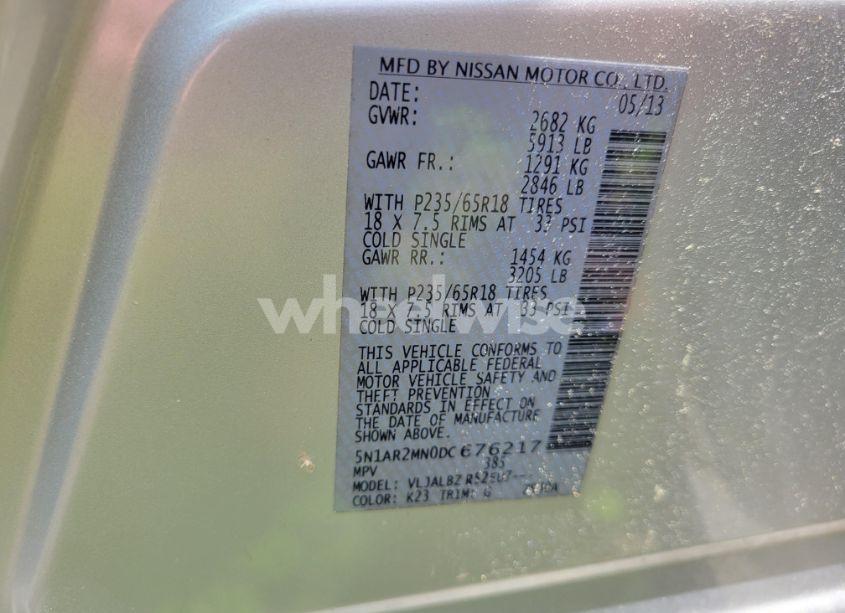 MFD BY NISSAN MOTOR CO., LTD.
DATE: 05/13
GVWR: 2682 KG
5913 LB
GAWR FR.: 1291 KG
2846 LB
WITH P235/65R18 TIRES
18 X 7.5 RIMS AT 33 PSI
COLD SINGLE
GAWR RR.: 1454 KG
3205 LB
WITH P235/65R18 TIRES
18 X 7.5 RIMS AT 33 PSI
COLD SINGLE
wheelwise
THIS VEHICLE CONFORMS TO
ALL APPLICABLE FEDERAL
MOTOR VEHICLE SAFETY AND
THEFT PREVENTION
STANDARDS IN EFFECT ON
THE DATE OF MANUFACTURE
SHOWN ABOVE.
5N1AR2MN0DC676217
MPV 385
MODEL:
COLOR: K23 TRIM: G